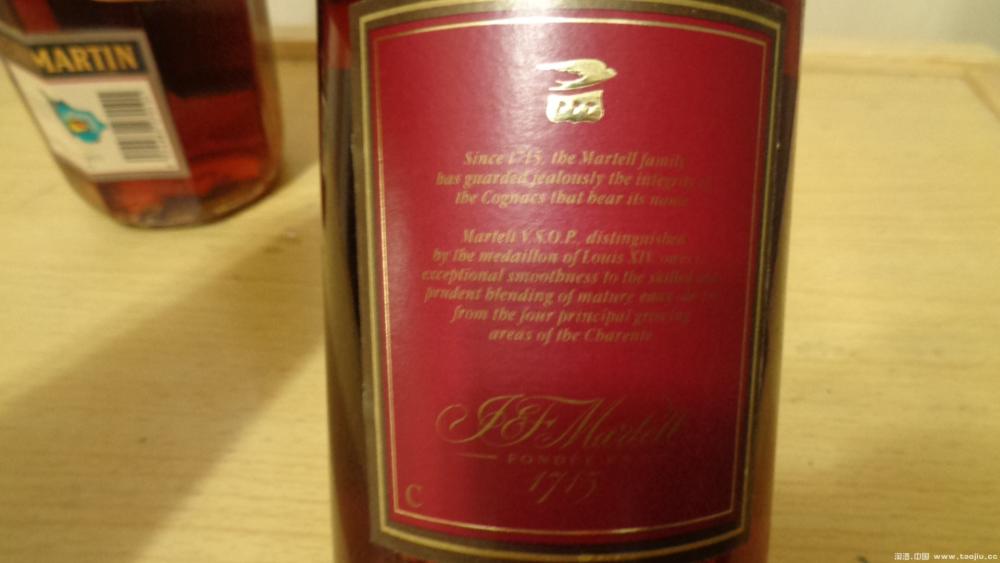 MARTIN
Since 1715, the Martell family
has guarded jealously the integrity of
the Cognacs that bear its name
Martell V.S.O.P., distinguished
by the medaillon of Louis XIV owes
exceptional smoothness to the skilled and
prudent blending of mature eaux-de-
from the four principal growing
areas of the Charente
J&F Martell
FONDÉE EN
1715
C
淘酒.中国 www.taojiu.cc